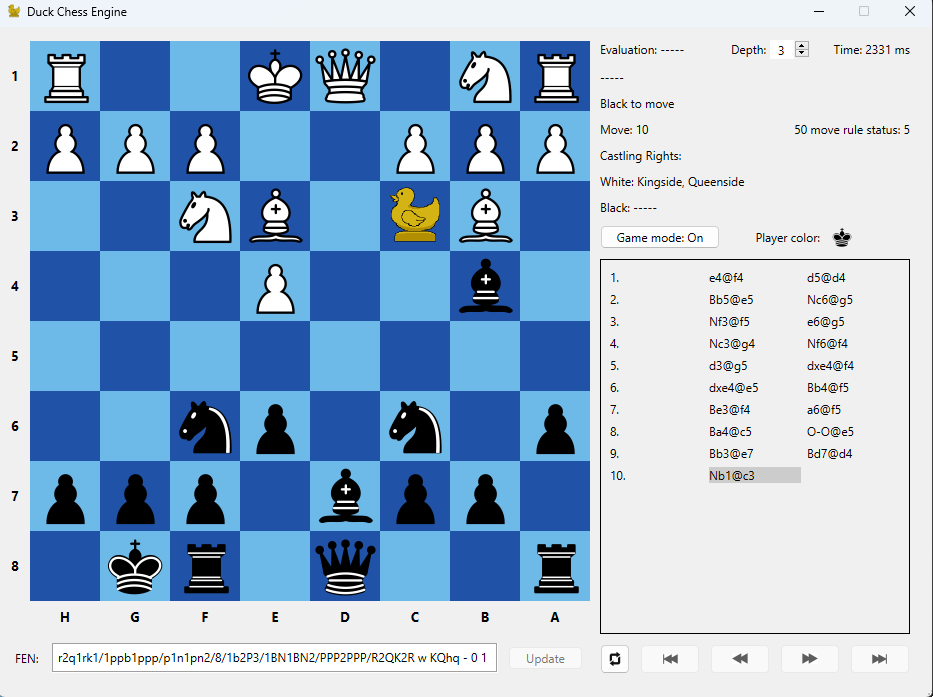 Duck Chess Engine
Evaluation: ----- Depth: 3 Time: 2331 ms
-----
Black to move
Move: 10 50 move rule status: 5
Castling Rights:
White: Kingside, Queenside
Black: -----
Game mode: On Player color:
1. e4@f4 d5@d4
2. Bb5@e5 Nc6@g5
3. Nf3@f5 e6@g5
4. Nc3@g4 Nf6@f4
5. d3@g5 dxe4@f4
6. dxe4@e5 Bb4@f5
7. Be3@f4 a6@f5
8. Ba4@c5 O-O@e5
9. Bb3@e7 Bd7@d4
10. Nb1@c3
1
2
3
4
5
6
7
8
H G F E D C B A
FEN: r2q1rk1/1ppb1ppp/p1n1pn2/8/1b2P3/1BN1BN2/PPP2PPP/R2QK2R w KQhq - 0 1 Update